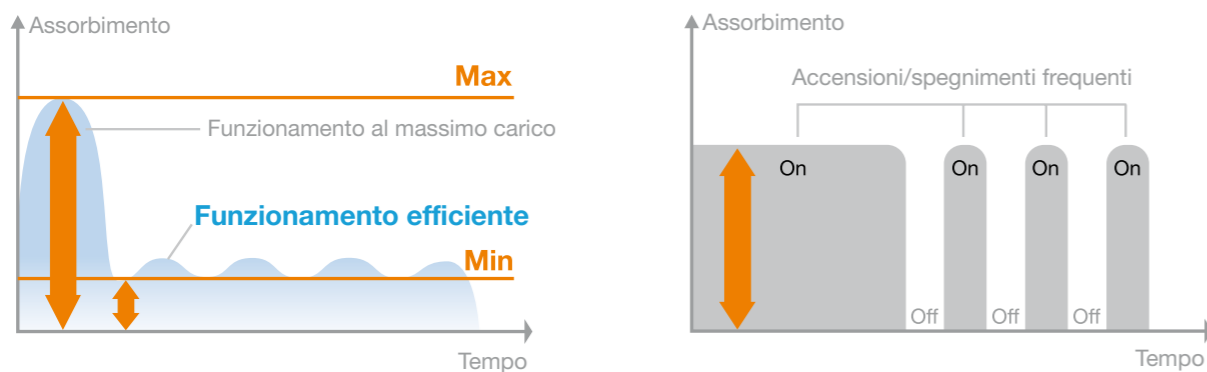 Assorbimento
Max
Funzionamento al massimo carico
Funzionamento efficiente
Min
Tempo
Assorbimento
Accensioni/spegnimenti frequenti
On
On
On
On
Off
Off
Off
Tempo